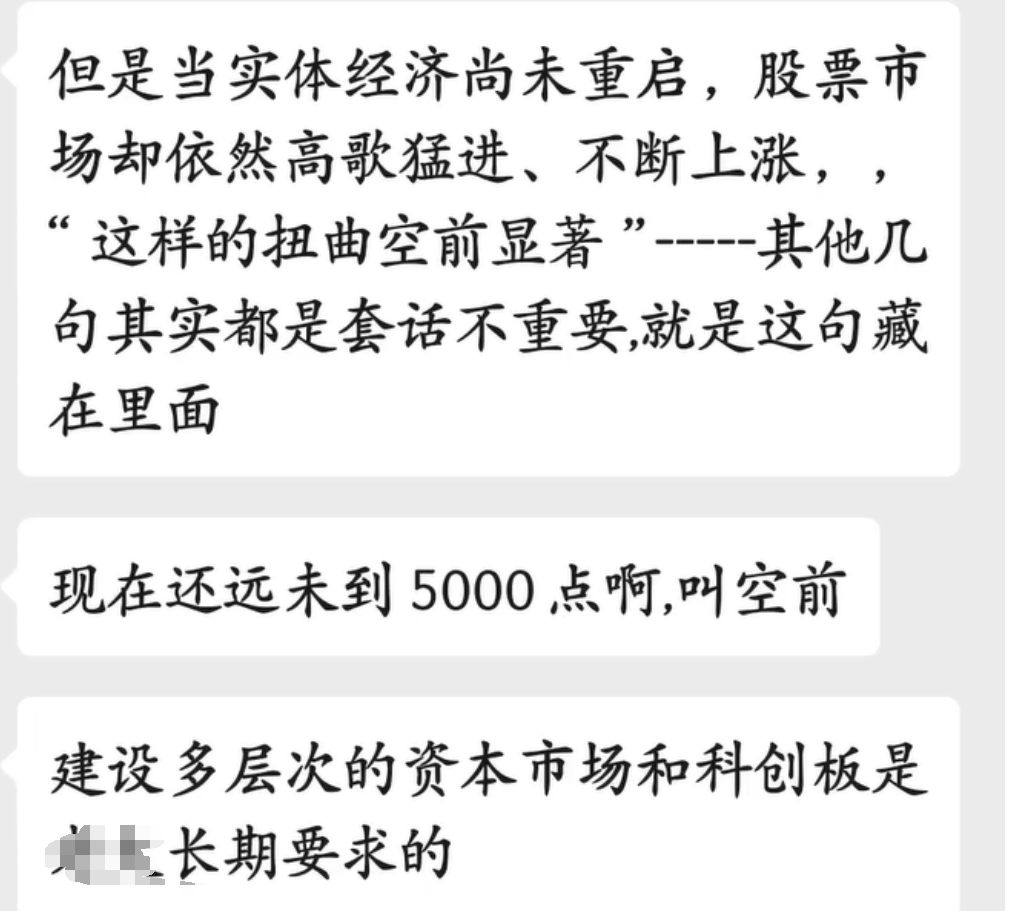 但是当实体经济尚未重启，股票市
场却依然高歌猛进、不断上涨，，
“这样的扭曲空前显著”-----其他几
句其实都是套话不重要,就是这句藏
在里面
现在还远未到5000点啊,叫空前
建设多层次的资本市场和科创板是
长期要求的